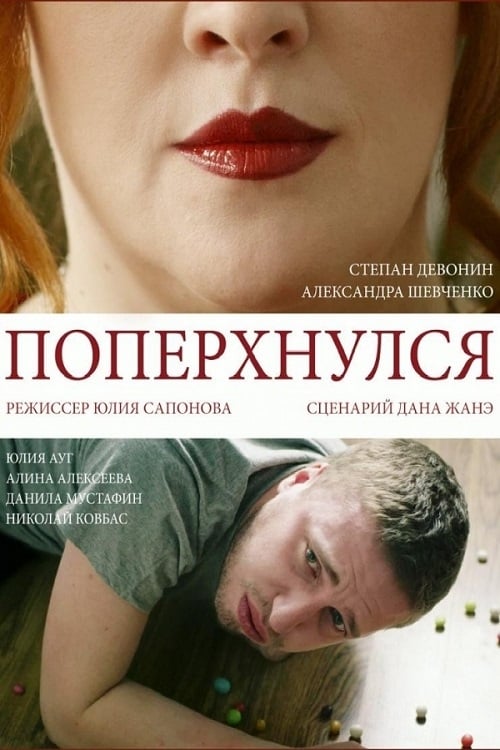 СТЕПАН ДЕВОНИН
АЛЕКСАНДРА ШЕВЧЕНКО
ПОПЕРХНУЛСЯ
РЕЖИССЕР ЮЛИЯ САПОНОВА
СЦЕНАРИЙ ДАНА ЖАНЭ
ЮЛИЯ АУГ
АЛИНА АЛЕКСЕЕВА
ДАНИЛА МУСТАФИН
НИКОЛАЙ КОВБАС